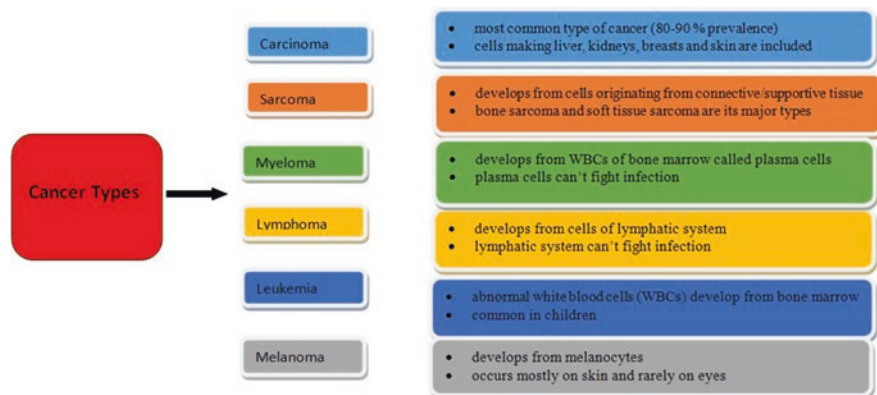 Cancer Types
Carcinoma
• most common type of cancer (80-90 % prevalence)
• cells making liver, kidneys, breasts and skin are included
Sarcoma
• develops from cells originating from connective/supportive tissue
• bone sarcoma and soft tissue sarcoma are its major types
Myeloma
• develops from WBCs of bone marrow called plasma cells
• plasma cells can't fight infection
Lymphoma
• develops from cells of lymphatic system
• lymphatic system can't fight infection
Leukemia
• abnormal white blood cells (WBCs) develop from bone marrow
• common in children
Melanoma
• develops from melanocytes
• occurs mostly on skin and rarely on eyes